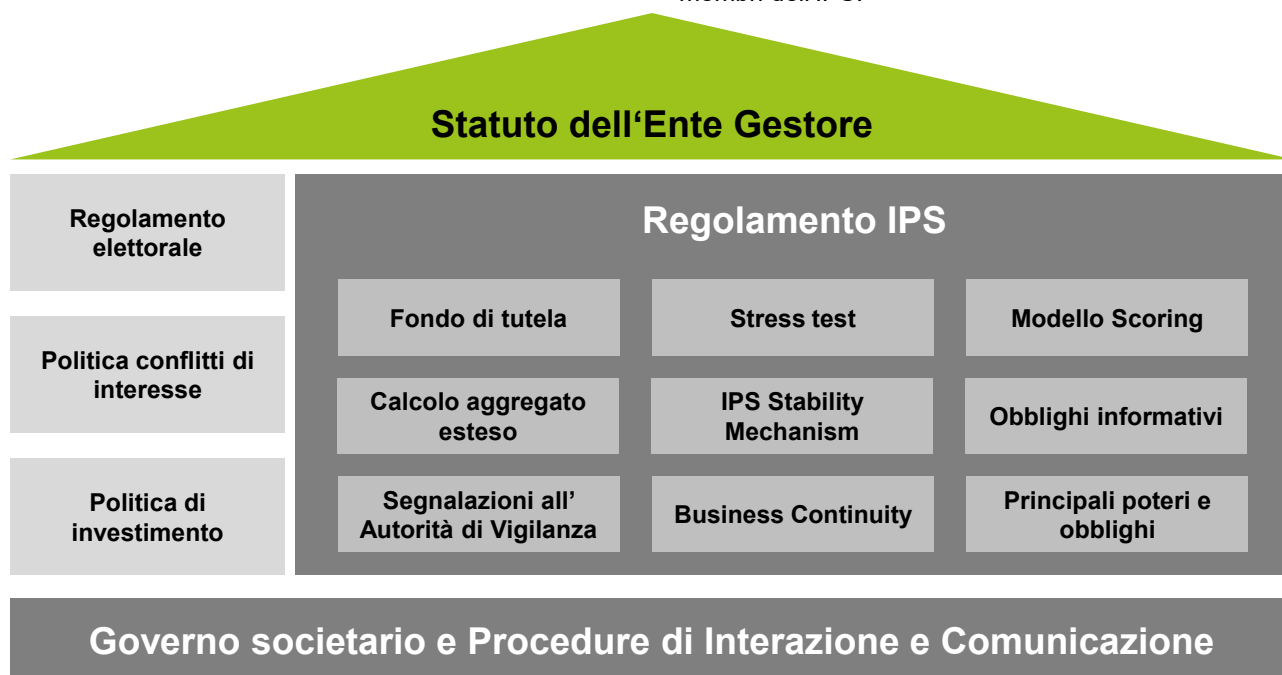 Statuto dell‘Ente Gestore
Regolamento
elettorale
Politica conflitti di
interesse
Politica di
investimento
Regolamento IPS
Fondo di tutela
Stress test
Modello Scoring
Calcolo aggregato
esteso
IPS Stability
Mechanism
Obblighi informativi
Segnalazioni all’
Autorità di Vigilanza
Business Continuity
Principali poteri e
obblighi
Governo societario e Procedure di Interazione e Comunicazione